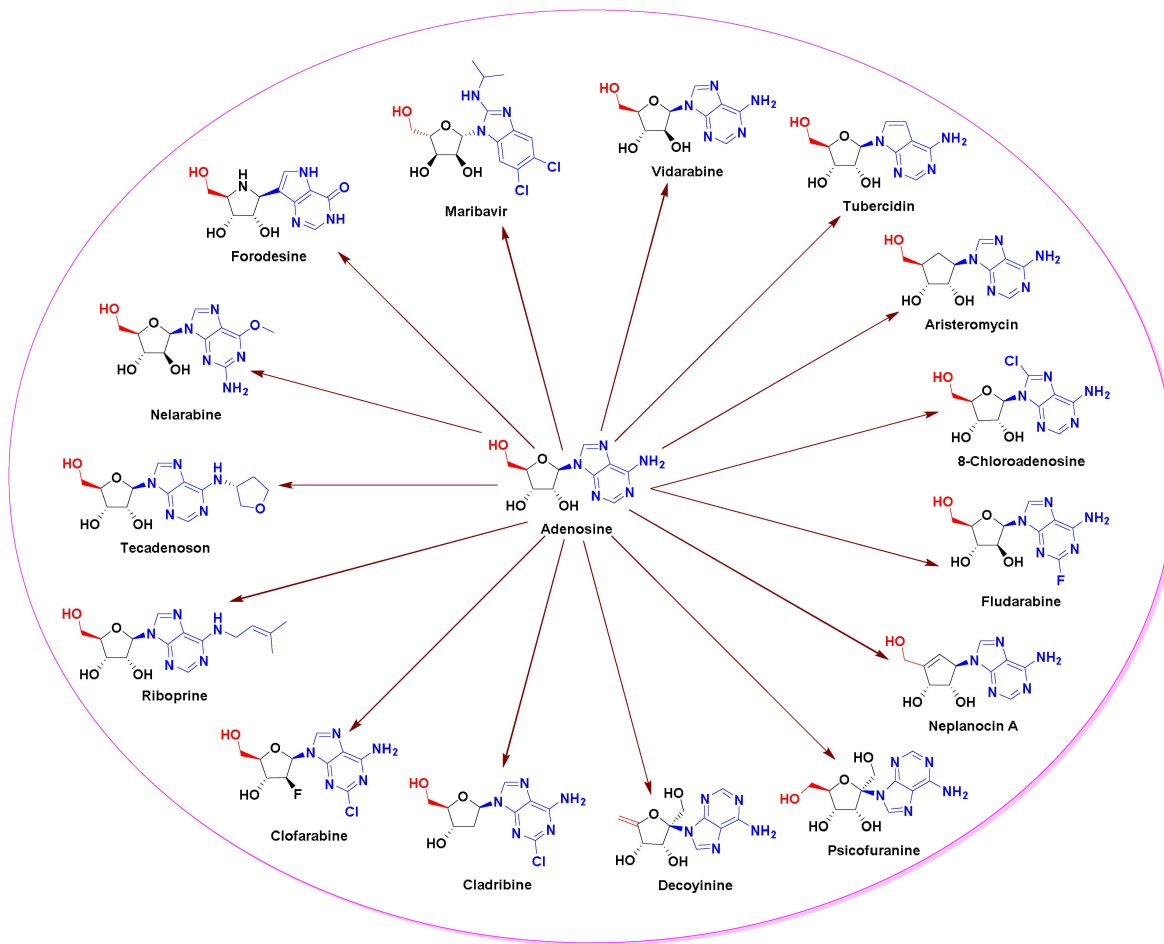 HN
HO
O
N
N
HO
OH
Cl
Cl
Maribavir
HO
O
N
N
NH2
N
N
HO
OH
Vidarabine
HO
O
N
NH2
N
N
HO
OH
Tubercidin
HO
H
N
NH
O
N
NH
HO
OH
Forodesine
HO
N
N
NH2
N
N
HO
OH
Aristeromycin
HO
O
N
N
O
N
N
HO
OH
NH2
Nelarabine
Cl
HO
O
N
N
NH2
N
N
HO
OH
8-Chloroadenosine
HO
O
N
N
NH2
N
N
HO
OH
Adenosine
HO
O
N
N
H
N
N
N
O
HO
OH
Tecadenoson
HO
O
N
N
NH2
N
N
HO
OH
F
Fludarabine
HO
O
N
N
H
N
N
N
HO
OH
Riboprine
HO
N
N
NH2
N
N
HO
OH
Neplanocin A
HO
O
N
N
NH2
N
N
HO
F
Cl
Clofarabine
HO
O
N
N
NH2
N
N
HO
Cl
Cladribine
HO
O
N
N
N
N
NH2
HO
OH
Decoyinine
HO
O
HO
N
N
N
N
NH2
HO
OH
Psicofuranine